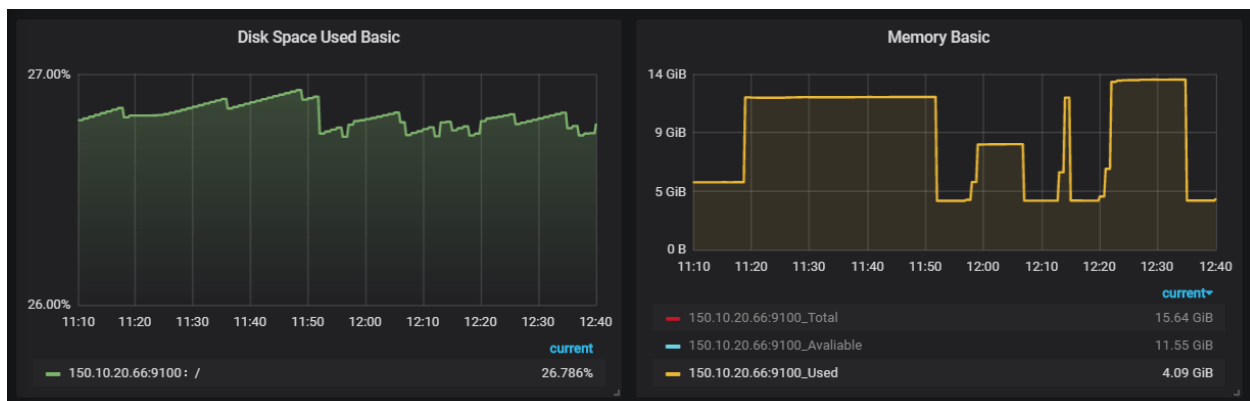 Disk Space Used Basic
27.00%
26.00%
11:10 11:20 11:30 11:40 11:50 12:00 12:10 12:20 12:30 12:40
current
150.10.20.66:9100: / 26.786%
Memory Basic
14 GiB
9 GiB
5 GiB
0 B
11:10 11:20 11:30 11:40 11:50 12:00 12:10 12:20 12:30 12:40
current
150.10.20.66:9100_Total 15.64 GiB
150.10.20.66:9100_Avaliable 11.55 GiB
150.10.20.66:9100_Used 4.09 GiB